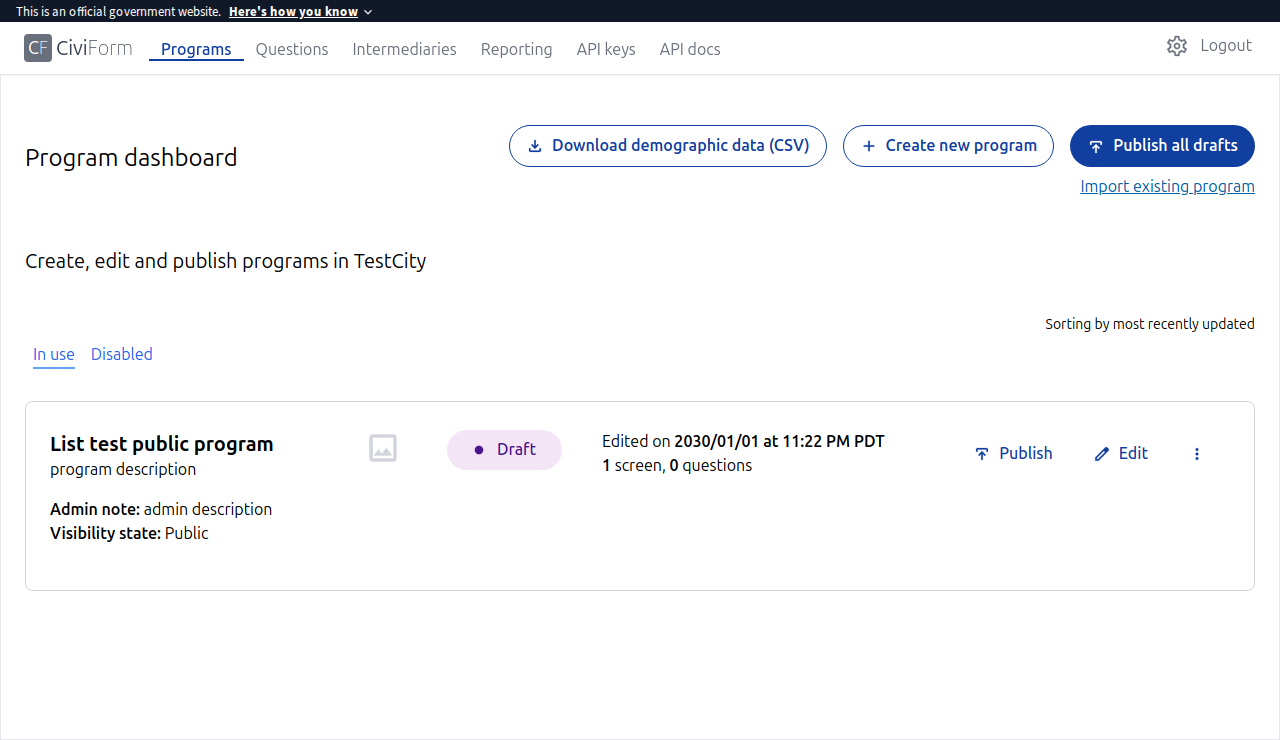 This is an official government website. Here's how you know
CF CiviForm Programs Questions Intermediaries Reporting API keys API docs Logout
Program dashboard
Download demographic data (CSV) Create new program Publish all drafts
Import existing program
Create, edit and publish programs in TestCity
Sorting by most recently updated
In use Disabled
List test public program
program description
Admin note: admin description
Visibility state: Public
Draft
Edited on 2030/01/01 at 11:22 PM PDT
1 screen, 0 questions
Publish Edit